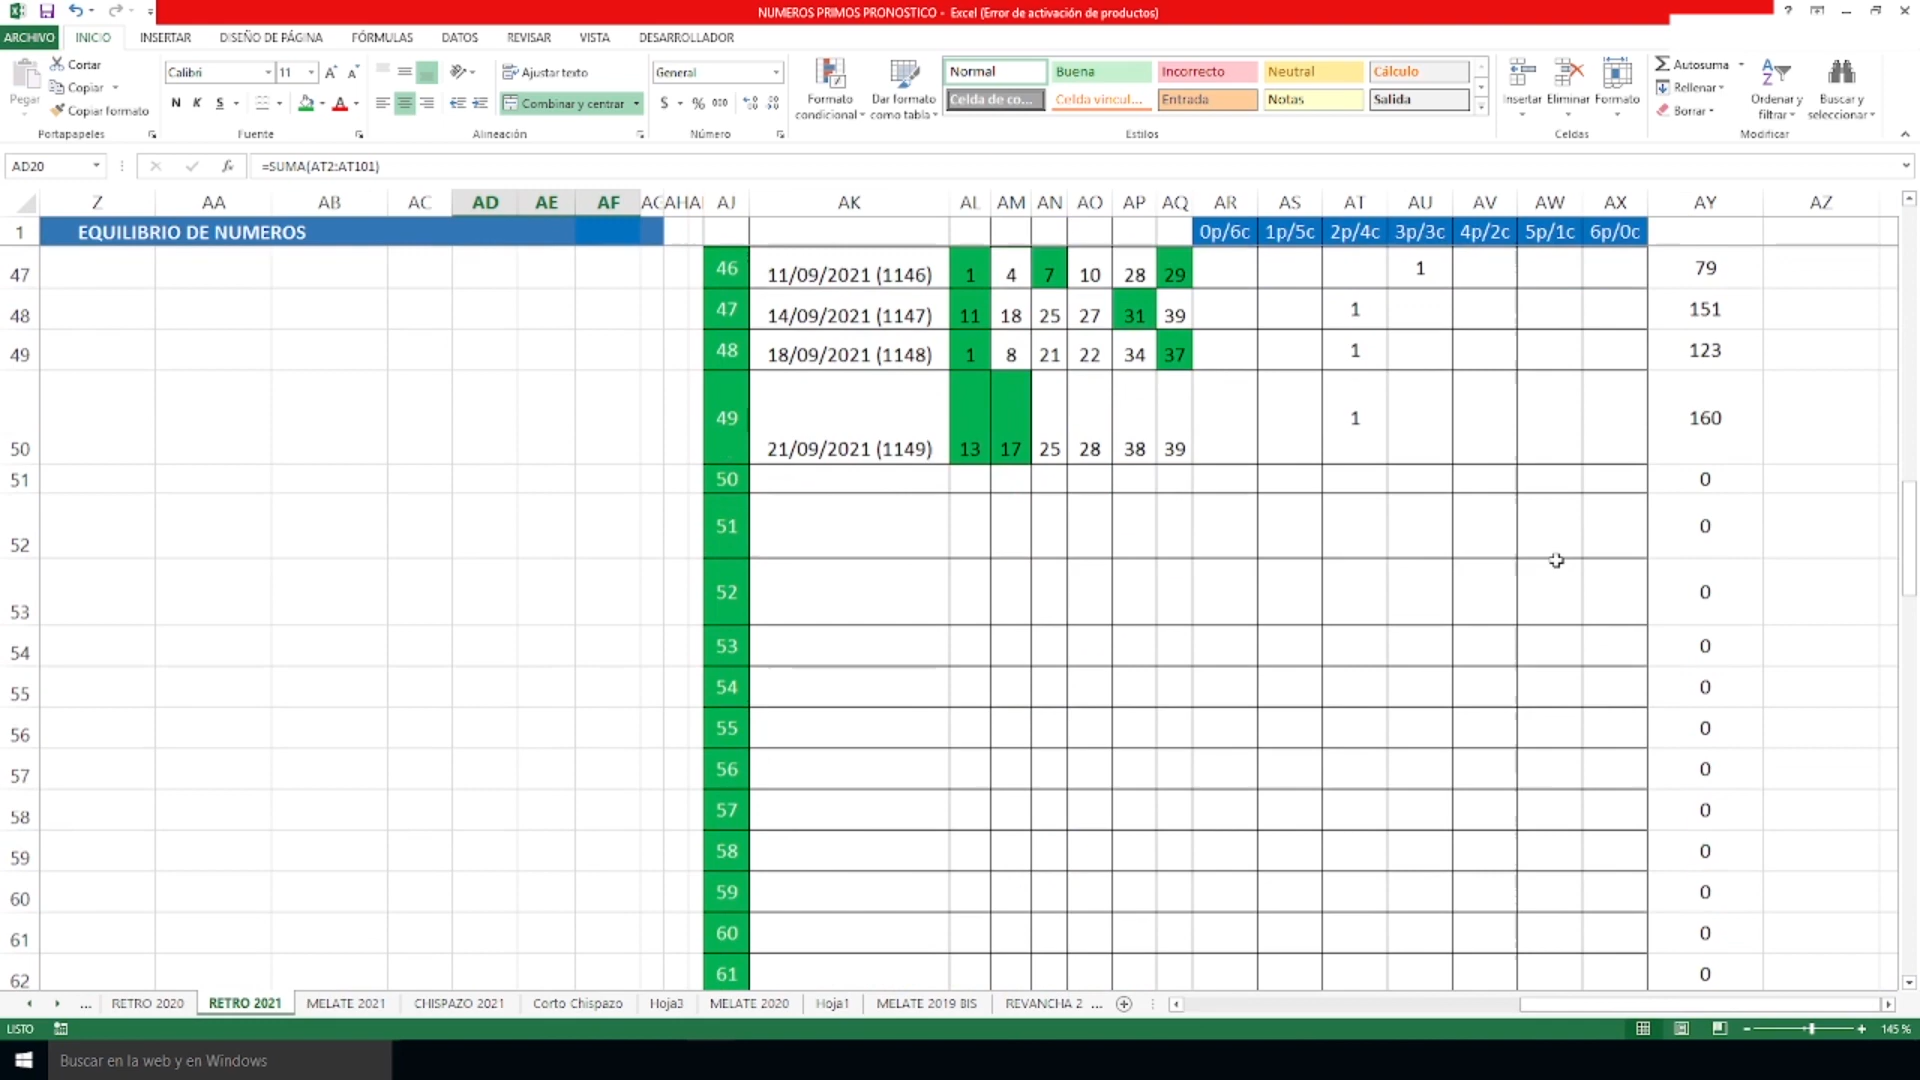 NUMEROS PRIMOS PRONOSTICO - Excel (Error de activación de productos)
ARCHIVO INICIO INSERTAR DISEÑO DE PÁGINA FÓRMULAS DATOS REVISAR VISTA DESARROLLADOR
Pegar Cortar Copiar Copiar formato Portapapeles
Calibri 11 N K S Fuente
Ajustar texto Combinar y centrar Alineación
General $ % 000 Número
Formato condicional Dar formato como tabla
Normal Buena Incorrecto Neutral Cálculo
Celda de co... Celda vincul... Entrada Notas Salida
Estilos
Insertar Eliminar Formato Celdas
Autosuma Rellenar Borrar Ordenar y filtrar Buscar y seleccionar Modificar
AD20 fx =SUMA(AT2:AT101)
Z AA AB AC AD AE AF AG AH AI AJ AK AL AM AN AO AP AQ AR AS AT AU AV AW AX AY AZ
1 EQUILIBRIO DE NUMEROS 0p/6c 1p/5c 2p/4c 3p/3c 4p/2c 5p/1c 6p/0c
47 46 11/09/2021 (1146) 1 4 7 10 28 29 1 79
48 47 14/09/2021 (1147) 11 18 25 27 31 39 1 151
49 48 18/09/2021 (1148) 1 8 21 22 34 37 1 123
50 49 21/09/2021 (1149) 13 17 25 28 38 39 1 160
51 50 0
52 51 0
53 52 0
54 53 0
55 54 0
56 55 0
57 56 0
58 57 0
59 58 0
60 59 0
61 60 0
62 61 0
... RETRO 2020 RETRO 2021 MELATE 2021 CHISPAZO 2021 Corto Chispazo Hoja3 MELATE 2020 Hoja1 MELATE 2019 BIS REVANCHA 2 ...
LISTO 145 %
Buscar en la web y en Windows